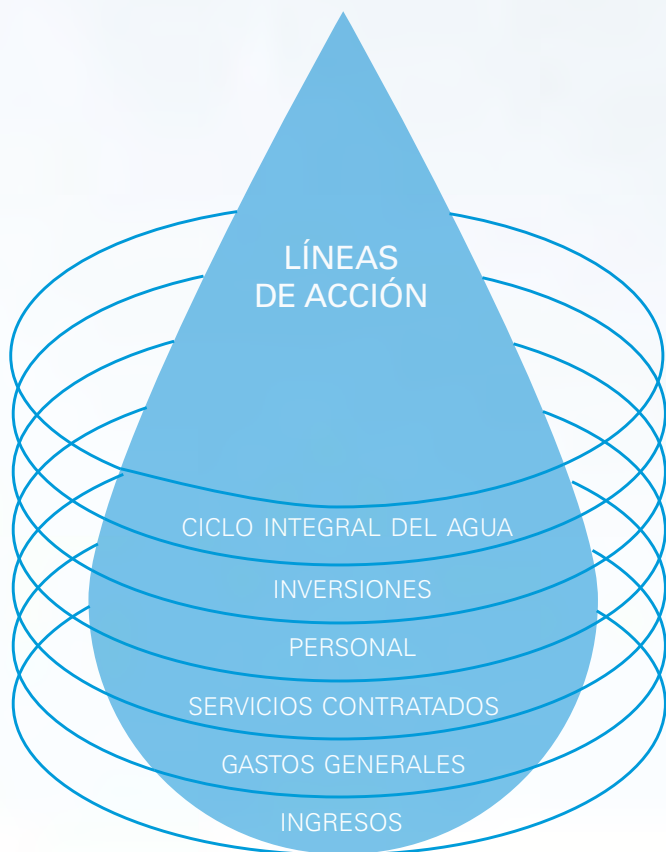 LÍNEAS
DE ACCIÓN
CICLO INTEGRAL DEL AGUA
INVERSIONES
PERSONAL
SERVICIOS CONTRATADOS
GASTOS GENERALES
INGRESOS